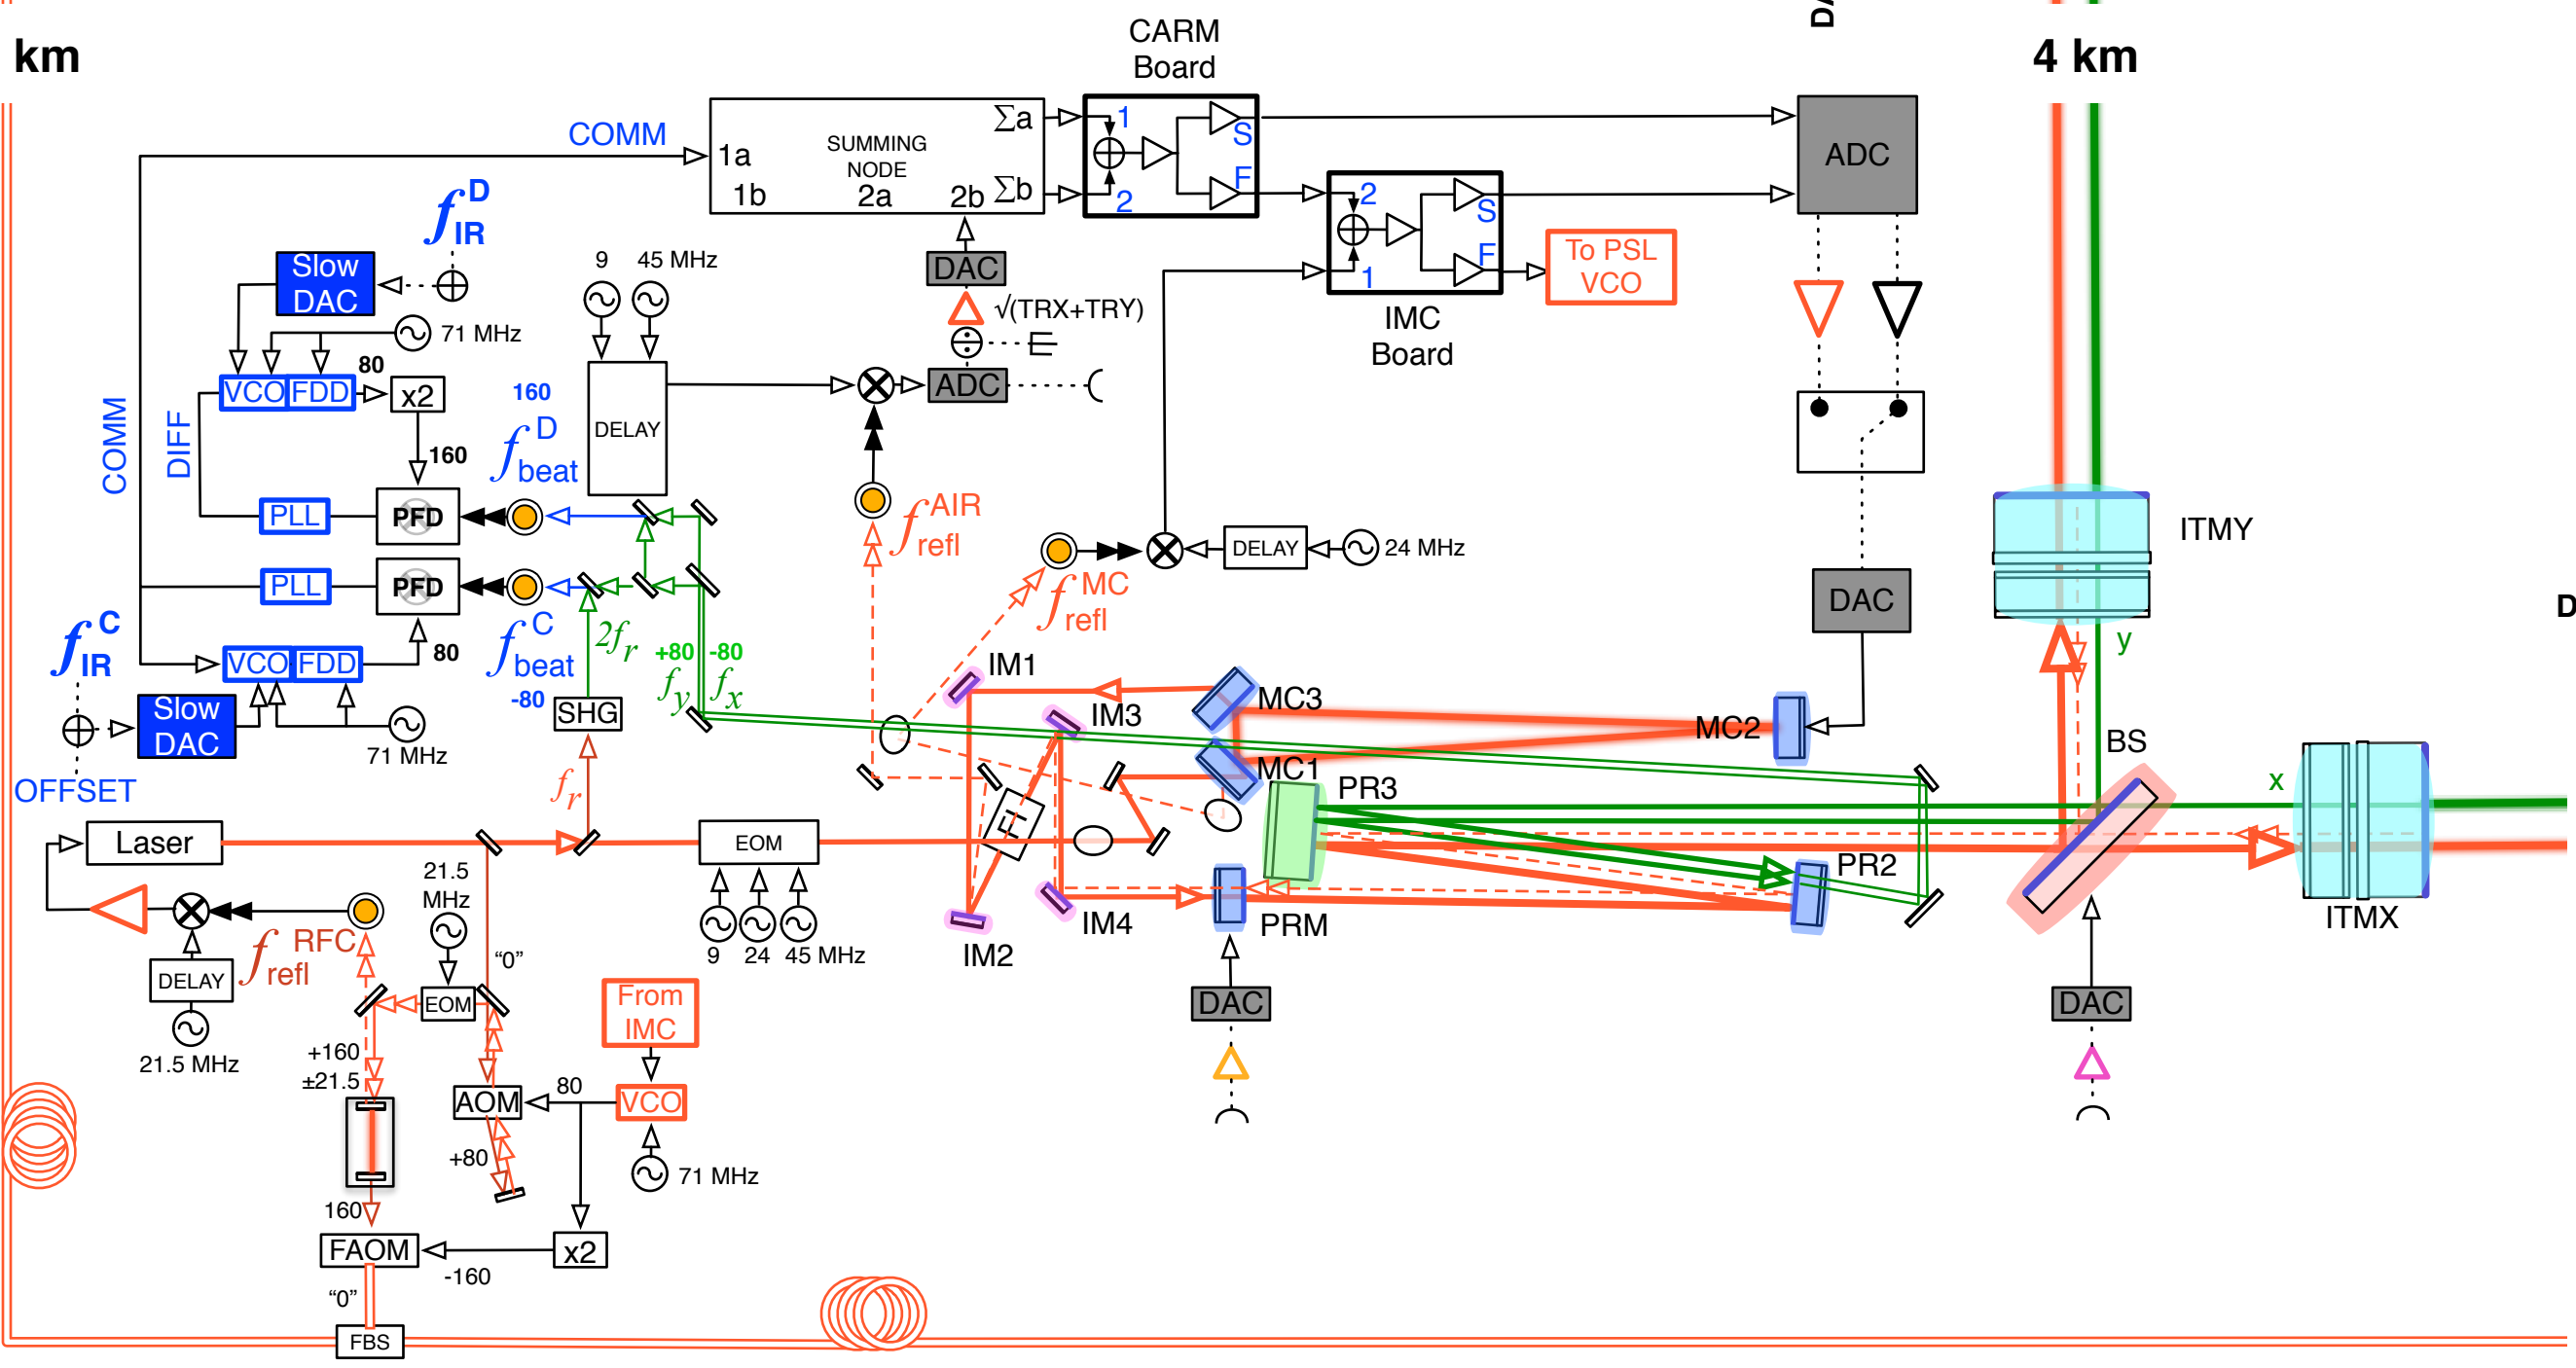 km
CARM
Board
DA
4 km
COMM
1a
SUMMING
NODE
1b
2a
2b
Σa
Σb
1
2
S
F
ADC
2
1
S
F
To PSL
VCO
IMC
Board
f IR D
Slow
DAC
71 MHz
9
45 MHz
DAC
√(TRX+TRY)
ADC
VCO
FDD
80
x2
160
160
f beat D
DELAY
COMM
DIFF
PLL
PFD
PLL
PFD
f refl AIR
f refl MC
DELAY
24 MHz
DAC
ITMY
y
D
f IR C
VCO
FDD
80
f beat C
-80
2fr
+80
fy
-80
fx
Slow
DAC
71 MHz
OFFSET
SHG
fr
IM1
IM3
MC3
MC2
MC1
BS
x
PR3
PR2
ITMX
Laser
EOM
FI
IM2
IM4
PRM
9
24
45 MHz
21.5
MHz
f refl RFC
DELAY
21.5 MHz
“0”
EOM
From
IMC
DAC
DAC
+160
±21.5
AOM
80
VCO
+80
71 MHz
160
FAOM
-160
x2
“0”
FBS